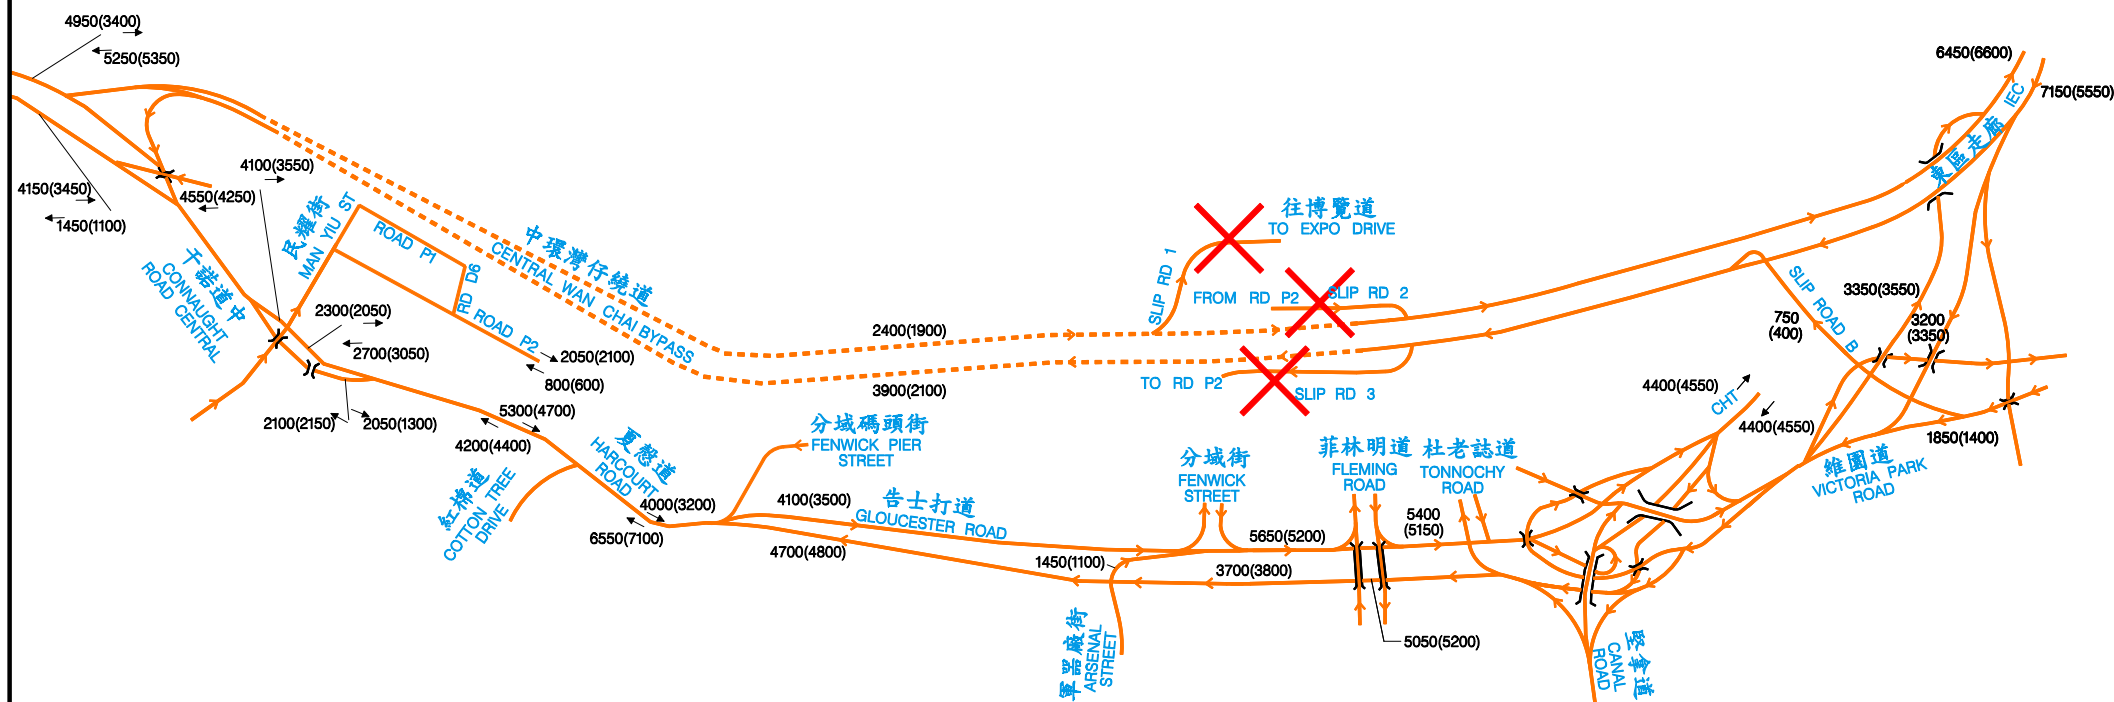 4950(3400)
5250(5350)
4150(3450)
1450(1100)
4100(3550)
4550(4250)
民耀街
MAN YIU ST
ROAD P1
RD D6
ROAD P2
干諾道中
CONNAUGHT
ROAD CENTRAL
2300(2050)
2700(3050)
2050(2100)
800(600)
2100(2150)
2050(1300)
5300(4700)
4200(4400)
中環灣仔繞道
CENTRAL WAN CHAI BYPASS
2400(1900)
3900(2100)
紅棉道
COTTON TREE
DRIVE
夏慤道
HARCOURT
ROAD
4000(3200)
6550(7100)
分域碼頭街
FENWICK PIER
STREET
4100(3500)
告士打道
GLOUCESTER ROAD
4700(4800)
SLIP RD 1
往博覽道
TO EXPO DRIVE
FROM RD P2
SLIP RD 2
TO RD P2
SLIP RD 3
分域街
FENWICK
STREET
1450(1100)
軍器廠街
ARSENAL
STREET
5650(5200)
3700(3800)
菲林明道
FLEMING
ROAD
杜老誌道
TONNOCHY
ROAD
5400
(5150)
5050(5200)
堅拿道
CANAL
ROAD
CHT
4400(4550)
4400(4550)
6450(6600)
7150(5550)
東區走廊
IEC
SLIP ROAD B
750
(400)
3350(3550)
3200
(3350)
1850(1400)
維園道
VICTORIA PARK
ROAD